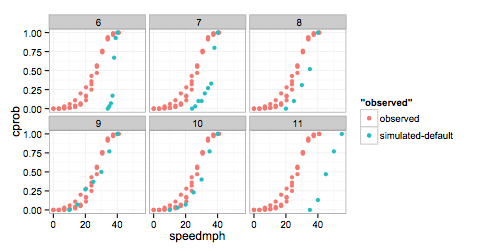 6 7 8
1.00
0.75
0.50
0.25
0.00
cprob
9 10 11
1.00
0.75
0.50
0.25
0.00
0 20 40 0 20 40 0 20 40
speedmph
"observed"
observed
simulated-default